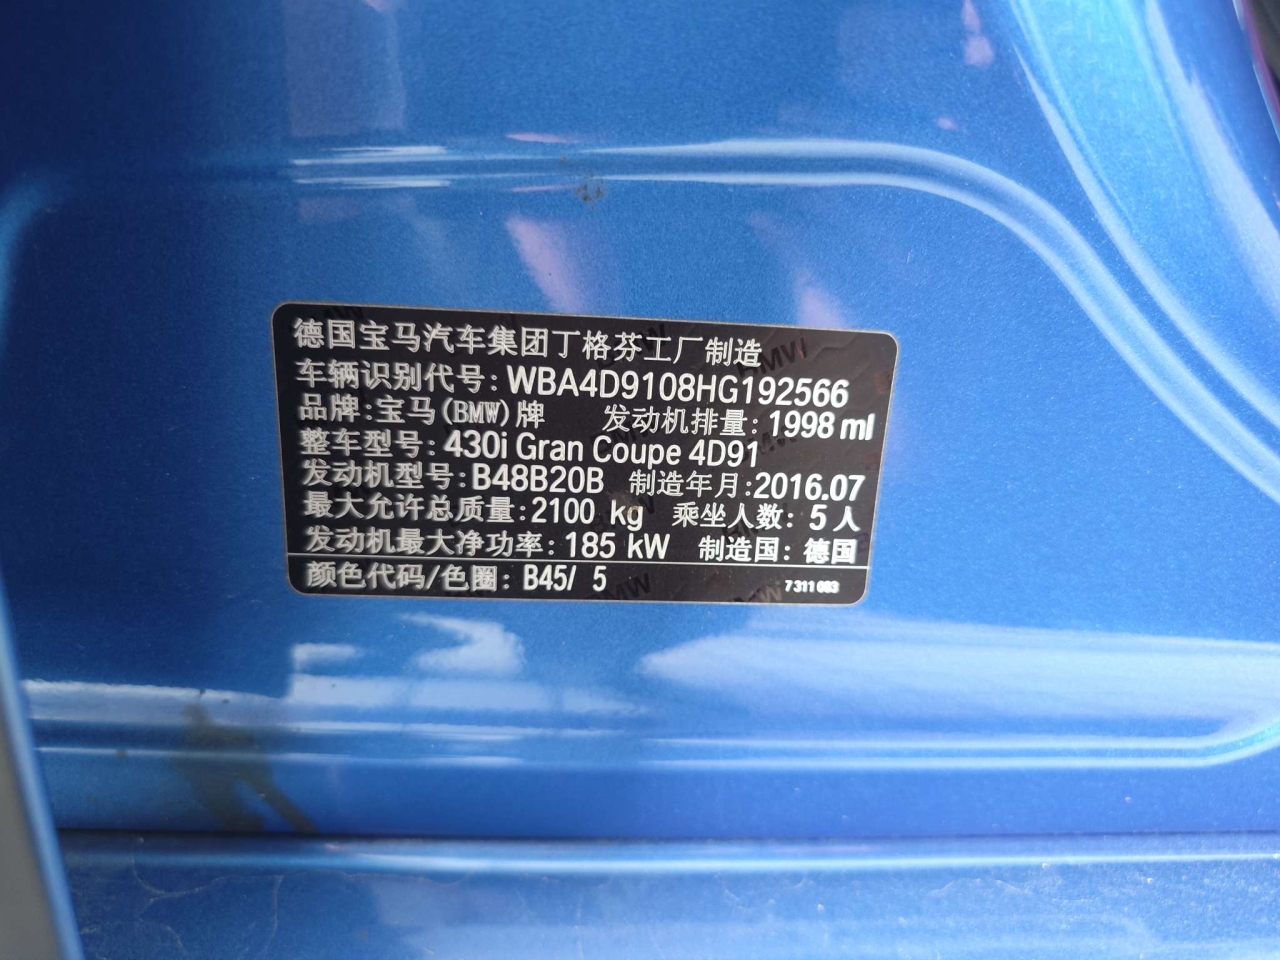 德国宝马汽车集团丁格芬工厂制造
车辆识别代号: WBA4D9108HG192566
品牌:宝马(BMW)牌 发动机排量: 1998 ml
整车型号: 430i Gran Coupe 4D91
发动机型号: B48B20B 制造年月:2016.07
最大允许总质量:2100 kg 乘坐人数: 5人
发动机最大净功率: 185 kW 制造国: 德国
颜色代码/色圈: B45/ 5 7 311 083